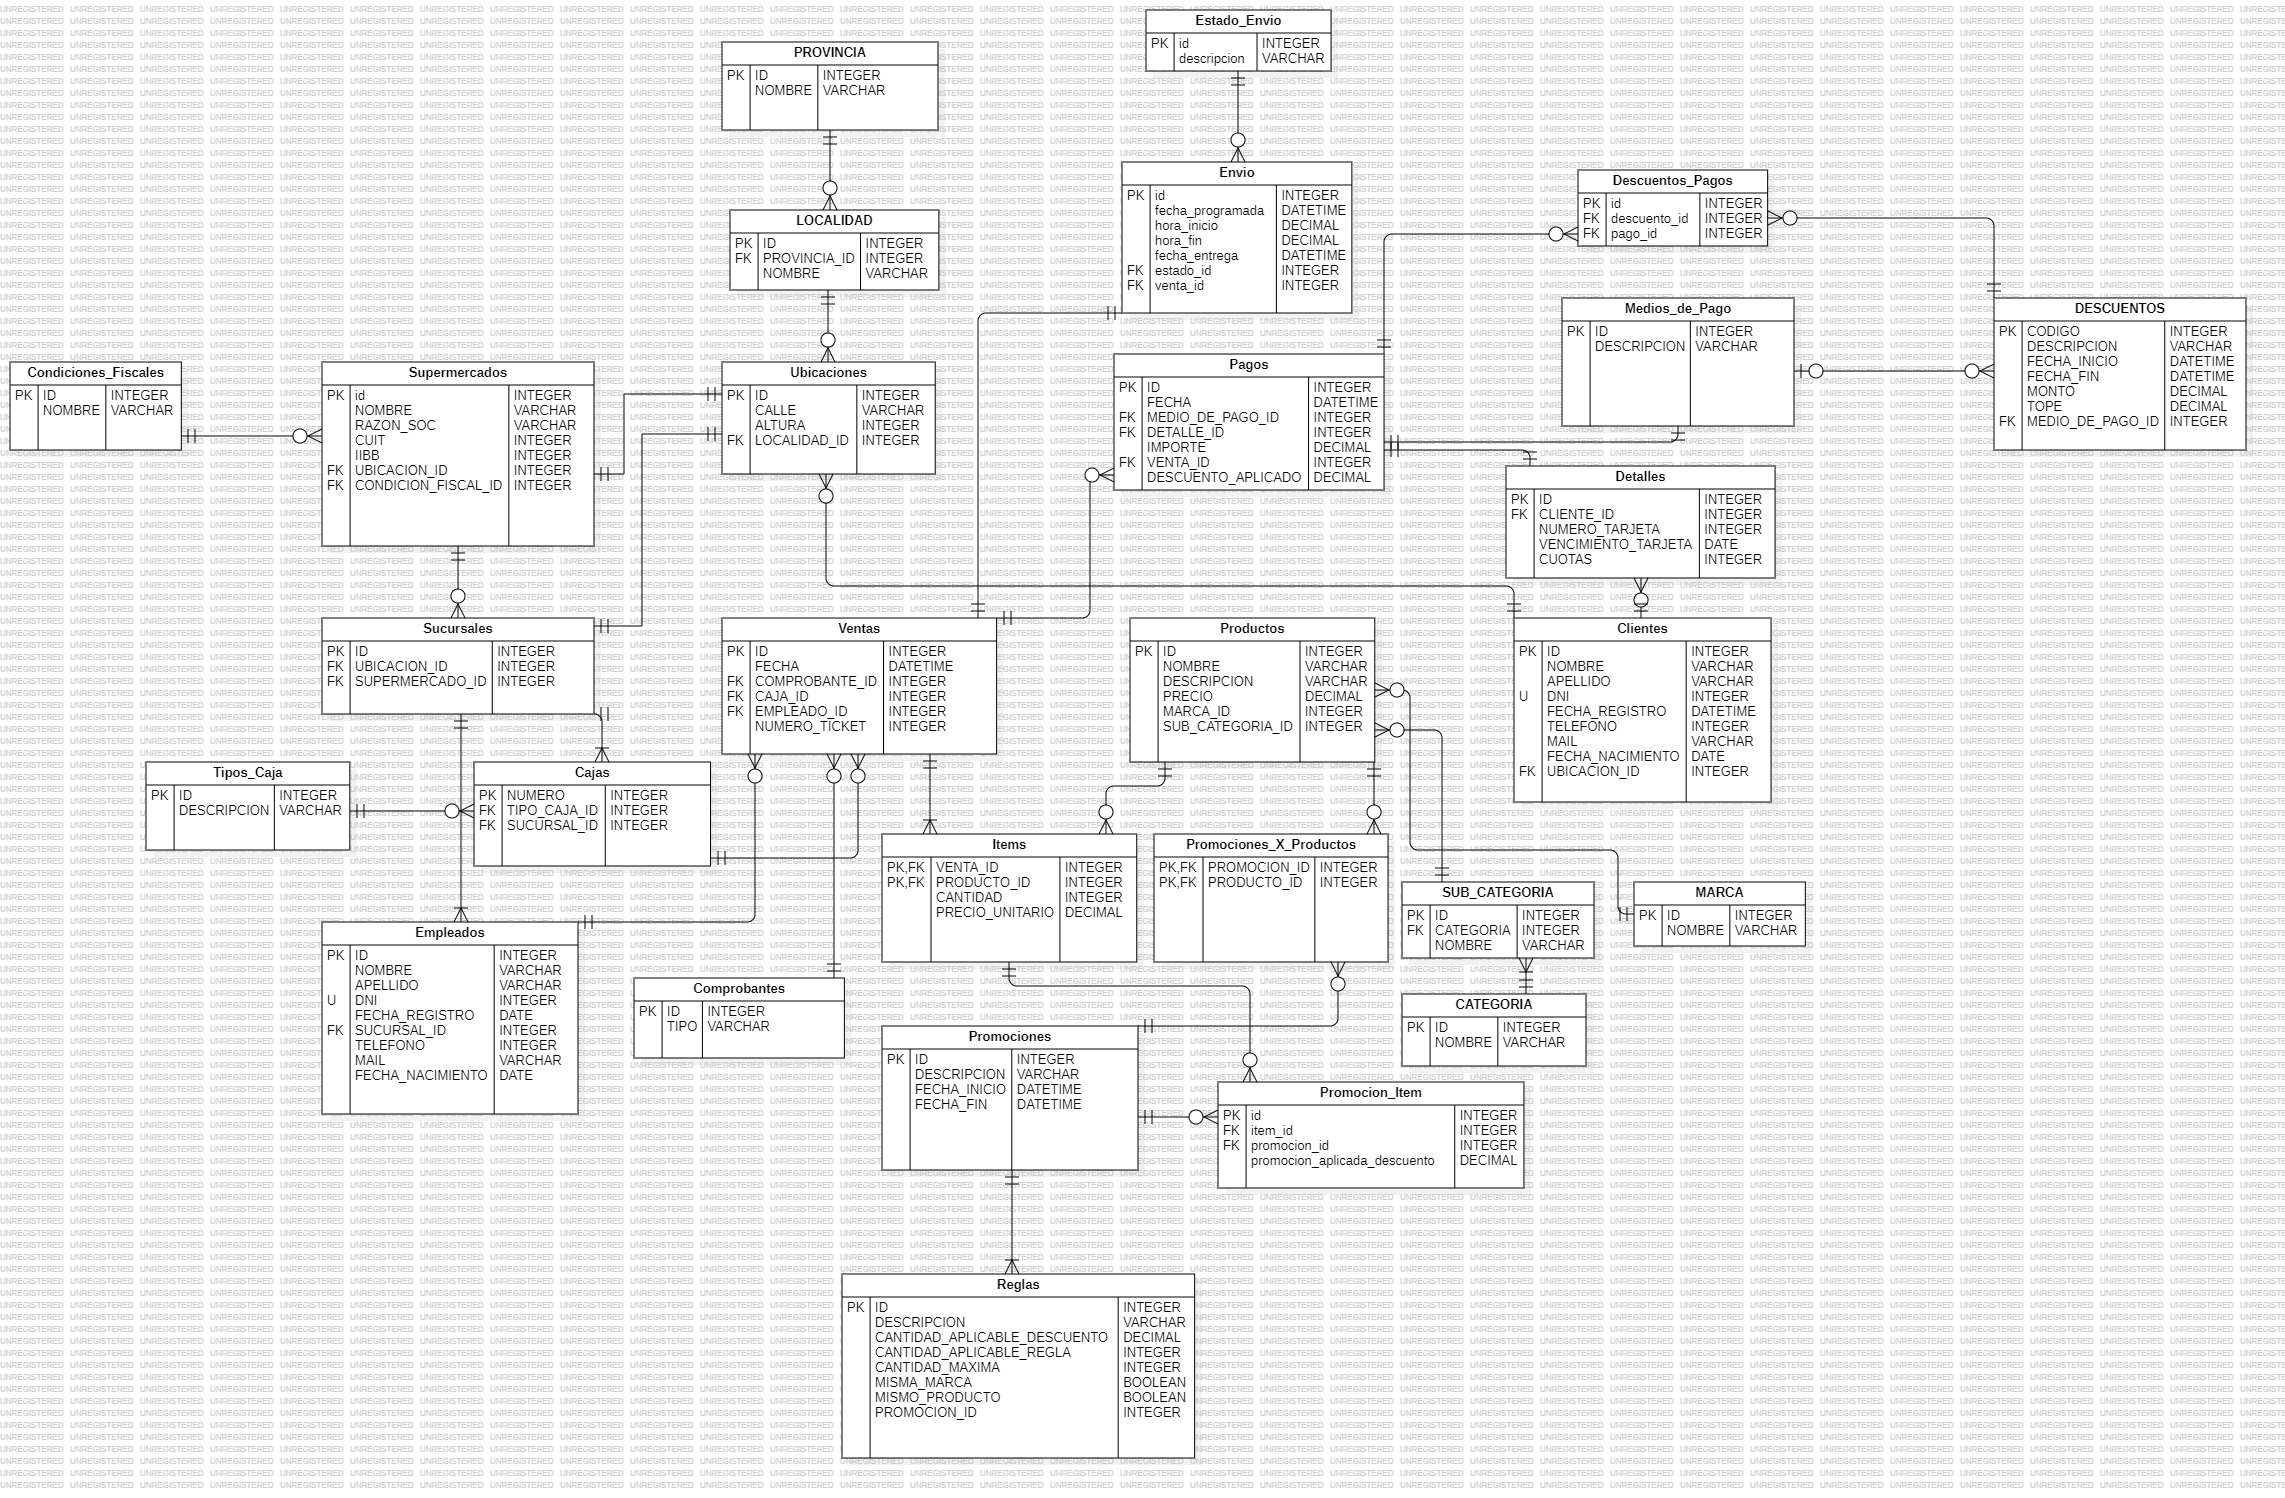 Estado_Envio
PK id INTEGER
descripcion VARCHAR
PROVINCIA
PK ID INTEGER
NOMBRE VARCHAR
Envio
PK id INTEGER
fecha_programada DATETIME
hora_inicio DECIMAL
hora_fin DECIMAL
fecha_entrega DATETIME
FK estado_id INTEGER
FK venta_id INTEGER
Descuentos_Pagos
PK id INTEGER
FK descuento_id INTEGER
FK pago_id INTEGER
LOCALIDAD
PK ID INTEGER
FK PROVINCIA_ID INTEGER
NOMBRE VARCHAR
Medios_de_Pago
PK ID INTEGER
DESCRIPCION VARCHAR
DESCUENTOS
PK CODIGO INTEGER
DESCRIPCION VARCHAR
FECHA_INICIO DATETIME
FECHA_FIN DATETIME
MONTO DECIMAL
TOPE DECIMAL
FK MEDIO_DE_PAGO_ID INTEGER
Condiciones_Fiscales
PK ID INTEGER
NOMBRE VARCHAR
Supermercados
PK id INTEGER
NOMBRE VARCHAR
RAZON_SOC VARCHAR
CUIT INTEGER
IIBB INTEGER
FK UBICACION_ID INTEGER
FK CONDICION_FISCAL_ID INTEGER
Ubicaciones
PK ID INTEGER
CALLE VARCHAR
ALTURA INTEGER
FK LOCALIDAD_ID INTEGER
Pagos
PK ID INTEGER
FECHA DATETIME
FK MEDIO_DE_PAGO_ID INTEGER
FK DETALLE_ID INTEGER
IMPORTE DECIMAL
FK VENTA_ID INTEGER
DESCUENTO_APLICADO DECIMAL
Detalles
PK ID INTEGER
FK CLIENTE_ID INTEGER
NUMERO_TARJETA INTEGER
VENCIMIENTO_TARJETA DATE
CUOTAS INTEGER
Sucursales
PK ID INTEGER
FK UBICACION_ID INTEGER
FK SUPERMERCADO_ID INTEGER
Ventas
PK ID INTEGER
FECHA DATETIME
FK COMPROBANTE_ID INTEGER
FK CAJA_ID INTEGER
FK EMPLEADO_ID INTEGER
NUMERO_TICKET INTEGER
Productos
PK ID INTEGER
NOMBRE VARCHAR
DESCRIPCION VARCHAR
PRECIO DECIMAL
MARCA_ID INTEGER
SUB_CATEGORIA_ID INTEGER
Clientes
PK ID INTEGER
NOMBRE VARCHAR
APELLIDO VARCHAR
U DNI INTEGER
FECHA_REGISTRO DATETIME
TELEFONO INTEGER
MAIL VARCHAR
FECHA_NACIMIENTO DATE
FK UBICACION_ID INTEGER
Tipos_Caja
PK ID INTEGER
DESCRIPCION VARCHAR
Cajas
PK NUMERO INTEGER
FK TIPO_CAJA_ID INTEGER
FK SUCURSAL_ID INTEGER
Items
PK,FK VENTA_ID INTEGER
PK,FK PRODUCTO_ID INTEGER
CANTIDAD INTEGER
PRECIO_UNITARIO DECIMAL
Promociones_X_Productos
PK,FK PROMOCION_ID INTEGER
PK,FK PRODUCTO_ID INTEGER
SUB_CATEGORIA
PK ID INTEGER
FK CATEGORIA INTEGER
NOMBRE VARCHAR
MARCA
PK ID INTEGER
NOMBRE VARCHAR
Empleados
PK ID INTEGER
NOMBRE VARCHAR
APELLIDO VARCHAR
U DNI INTEGER
FECHA_REGISTRO DATE
FK SUCURSAL_ID INTEGER
TELEFONO INTEGER
MAIL VARCHAR
FECHA_NACIMIENTO DATE
Comprobantes
PK ID INTEGER
TIPO VARCHAR
CATEGORIA
PK ID INTEGER
NOMBRE VARCHAR
Promociones
PK ID INTEGER
DESCRIPCION VARCHAR
FECHA_INICIO DATETIME
FECHA_FIN DATETIME
Promocion_Item
PK id INTEGER
FK item_id INTEGER
FK promocion_id INTEGER
promocion_aplicada_descuento DECIMAL
Reglas
PK ID INTEGER
DESCRIPCION VARCHAR
CANTIDAD_APLICABLE_DESCUENTO DECIMAL
CANTIDAD_APLICABLE_REGLA INTEGER
CANTIDAD_MAXIMA INTEGER
MISMA_MARCA BOOLEAN
MISMO_PRODUCTO BOOLEAN
PROMOCION_ID INTEGER
UNREGISTERED